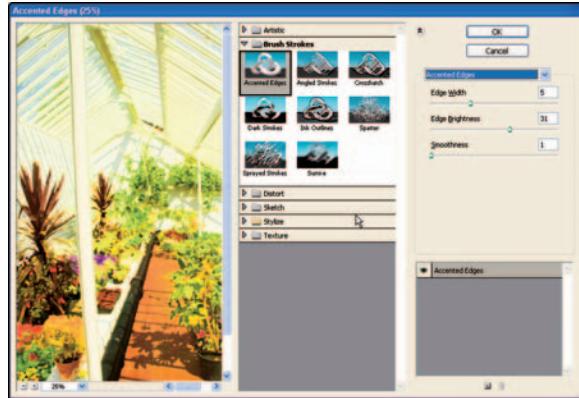 Accented Edges (25%)
Artistic
Brush Strokes
Accented Edges
Angled Strokes
Crosshatch
Dark Strokes
Ink Outlines
Spatter
Sprayed Strokes
Sumi-e
Distort
Sketch
Stylize
Texture
OK
Cancel
Accented Edges
Edge Width 5
Edge Brightness 31
Smoothness 1
Accented Edges
25%